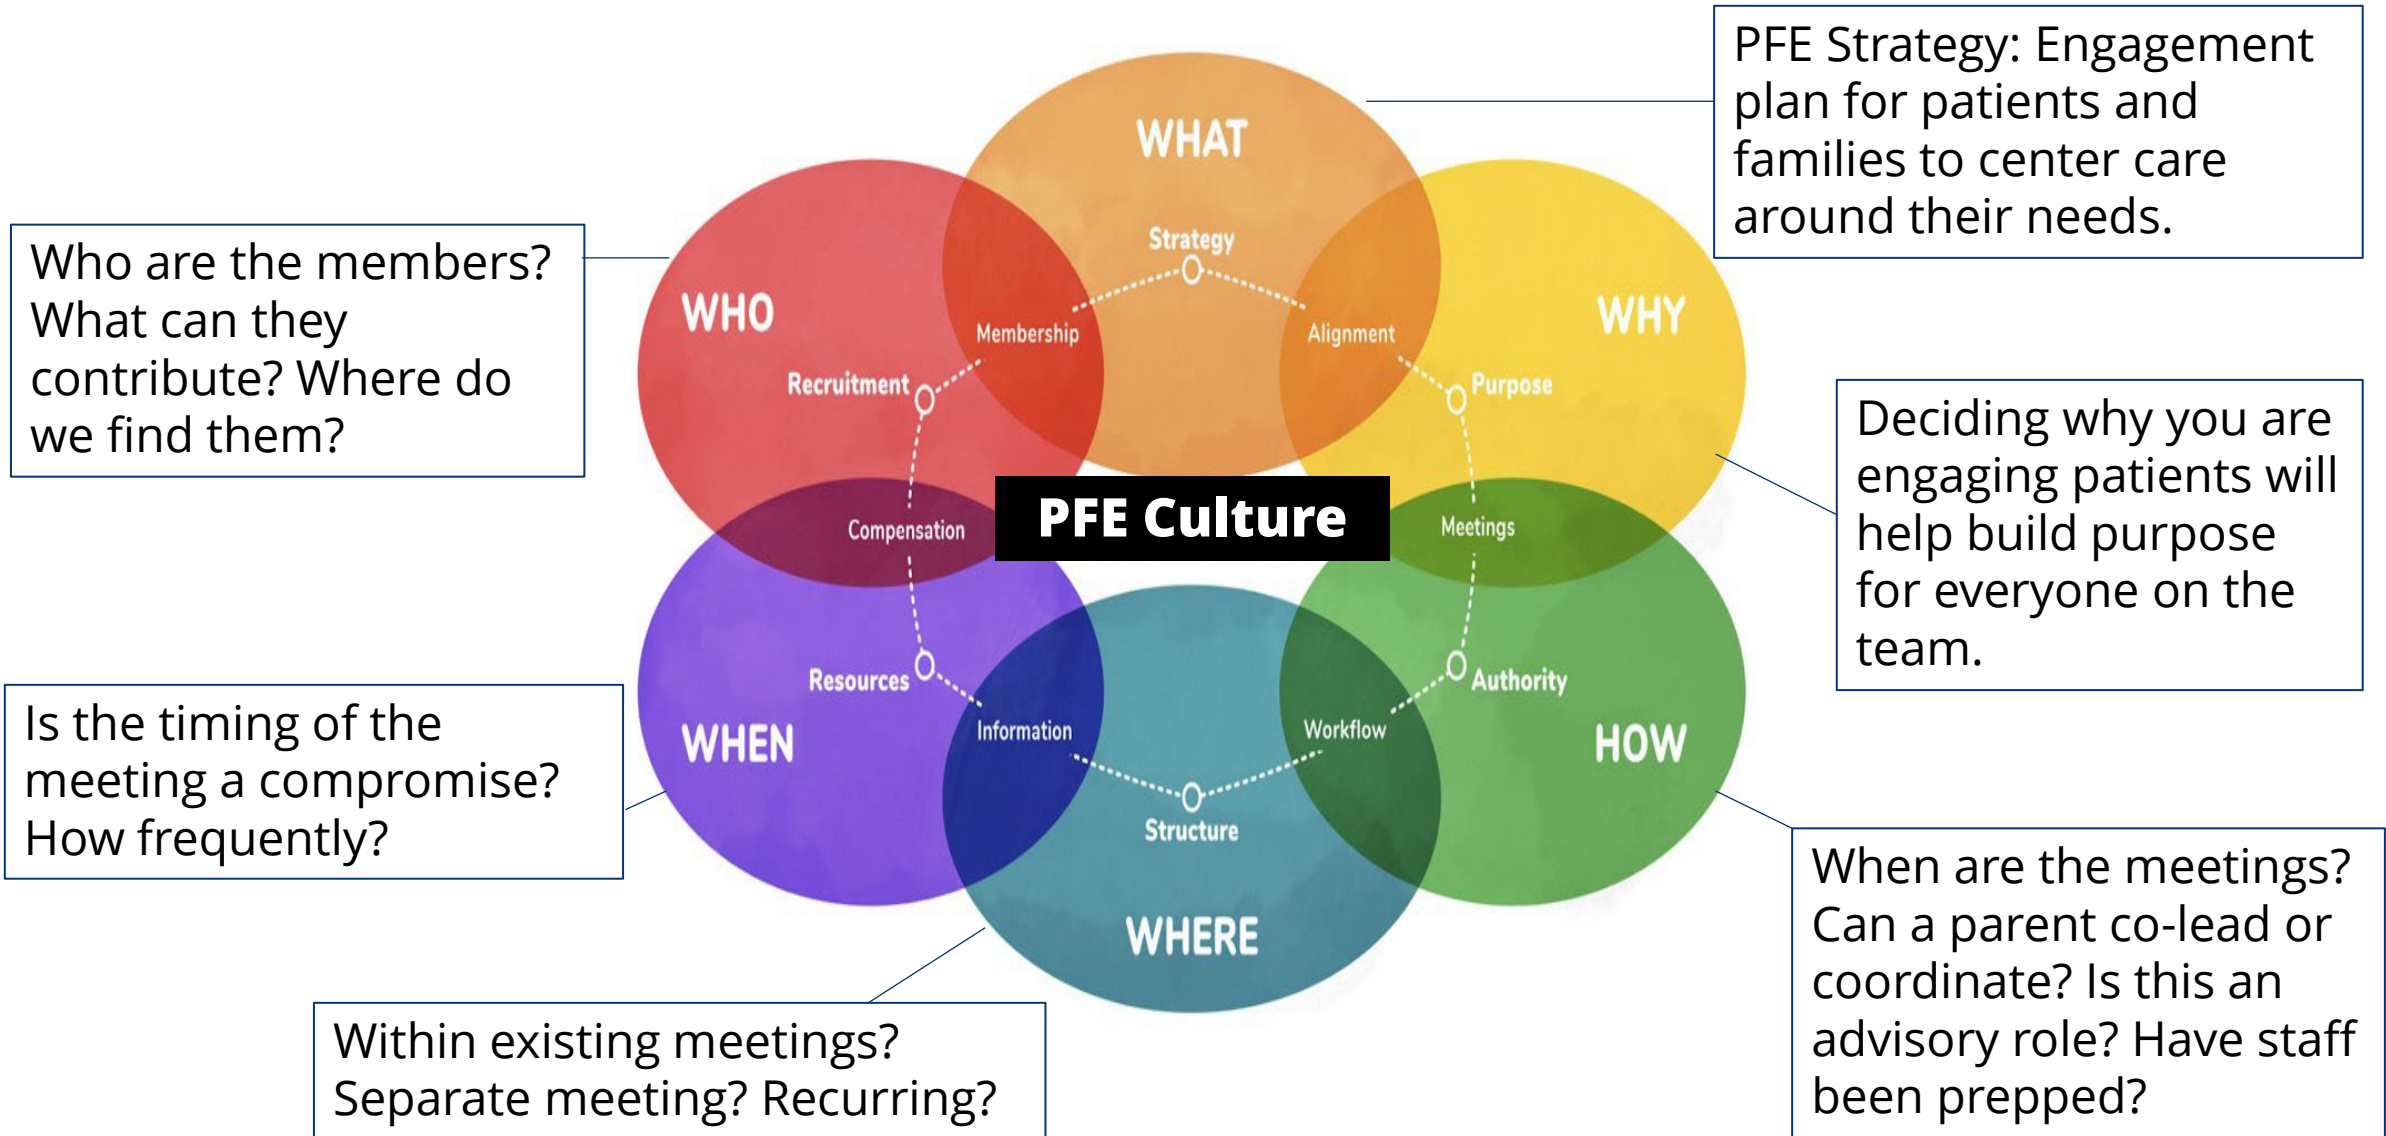 PFE Strategy: Engagement
plan for patients and
families to center care
around their needs.
WHAT
Strategy
Who are the members?
What can they
contribute? Where do
we find them?
WHO
WHY
Membership
Alignment
Recruitment
Purpose
Deciding why you are
engaging patients will
help build purpose
for everyone on the
team.
PFE Culture
Compensation
Meetings
Resources
Authority
Is the timing of the
meeting a compromise?
How frequently?
WHEN
Information
Workflow
HOW
Structure
WHERE
When are the meetings?
Can a parent co-lead or
coordinate? Is this an
advisory role? Have staff
been prepped?
Within existing meetings?
Separate meeting? Recurring?